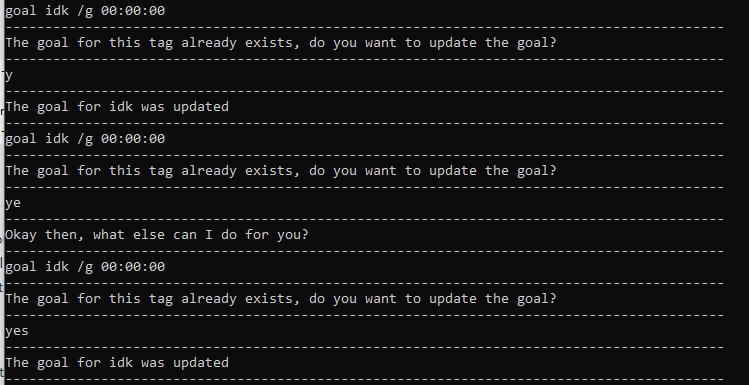 goal idk /g 00:00:00
------------------------------------------------------------------------------------------
The goal for this tag already exists, do you want to update the goal?
------------------------------------------------------------------------------------------
y
------------------------------------------------------------------------------------------
The goal for idk was updated
------------------------------------------------------------------------------------------
goal idk /g 00:00:00
------------------------------------------------------------------------------------------
The goal for this tag already exists, do you want to update the goal?
------------------------------------------------------------------------------------------
ye
------------------------------------------------------------------------------------------
Okay then, what else can I do for you?
------------------------------------------------------------------------------------------
goal idk /g 00:00:00
------------------------------------------------------------------------------------------
The goal for this tag already exists, do you want to update the goal?
------------------------------------------------------------------------------------------
yes
------------------------------------------------------------------------------------------
The goal for idk was updated
------------------------------------------------------------------------------------------